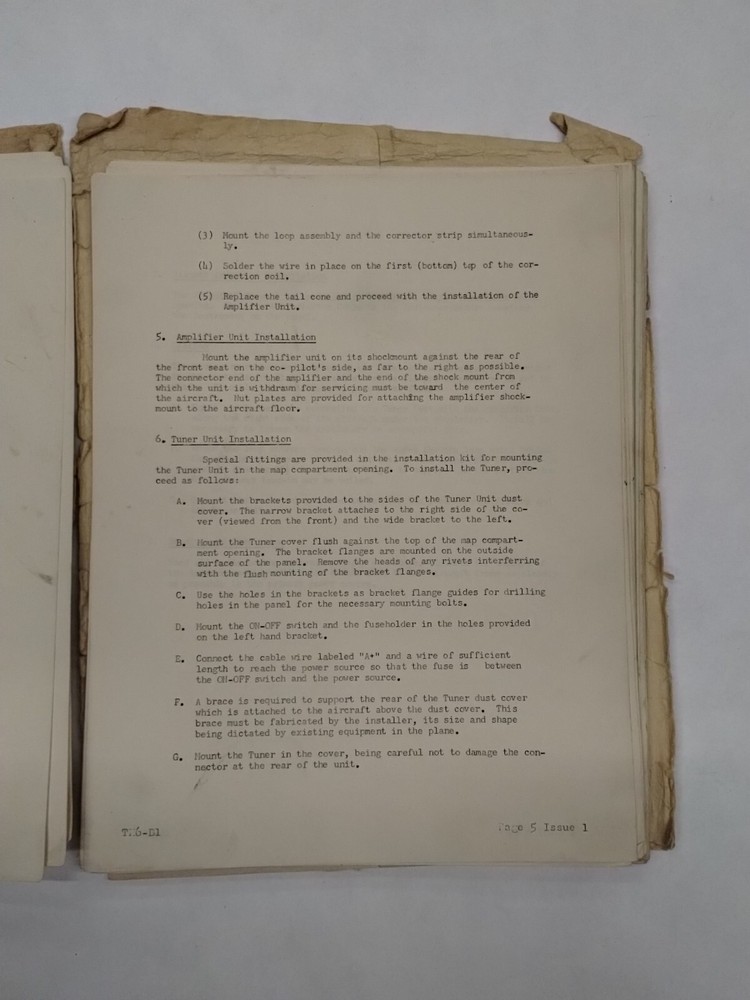 (3) Mount the loop assembly and the corrector strip simultaneous-
ly.
(4) Solder the wire in place on the first (bottom) tap of the cor-
rection coil.
(5) Replace the tail cone and proceed with the installation of the
Amplifier Unit.
5. Amplifier Unit Installation
Mount the amplifier unit on its shockmount against the rear of
the front seat on the co- pilot's side, as far to the right as possible.
The connector end of the amplifier and the end of the shock mount from
which the unit is withdrawn for servicing must be toward the center of
the aircraft. Nut plates are provided for attaching the amplifier shock-
mount to the aircraft floor.
6. Tuner Unit Installation
Special fittings are provided in the installation kit for mounting
the Tuner Unit in the map compartment opening. To install the Tuner, pro-
ceed as follows:
A. Mount the brackets provided to the sides of the Tuner Unit dust
cover. The narrow bracket attaches to the right side of the co-
ver (viewed from the front) and the wide bracket to the left.
B. Mount the Tuner cover flush against the top of the map compart-
ment opening. The bracket flanges are mounted on the outside
surface of the panel. Remove the heads of any rivets interfering
with the flush mounting of the bracket flanges.
C. Use the holes in the brackets as bracket flange guides for drilling
holes in the panel for the necessary mounting bolts.
D. Mount the ON-OFF switch and the fuseholder in the holes provided
on the left hand bracket.
E. Connect the cable wire labeled "A+" and a wire of sufficient
length to reach the power source so that the fuse is between
the ON-OFF switch and the power source.
F. A brace is required to support the rear of the Tuner dust cover
which is attached to the aircraft above the dust cover. This
brace must be fabricated by the installer, its size and shape
being dictated by existing equipment in the plane.
G. Mount the Tuner in the cover, being careful not to damage the con-
nector at the rear of the unit.
Page 5 Issue 1